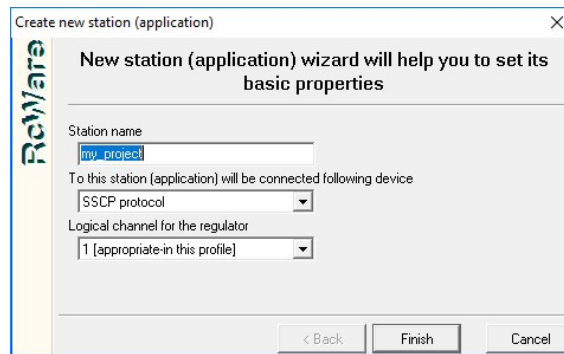 Create new station (application)
RcWare
New station (application) wizard will help you to set its
basic properties
Station name
my_project
To this station (application) will be connected following device
SSCP protocol
Logical channel for the regulator
1 [appropriate-in this profile]
< Back
Finish
Cancel